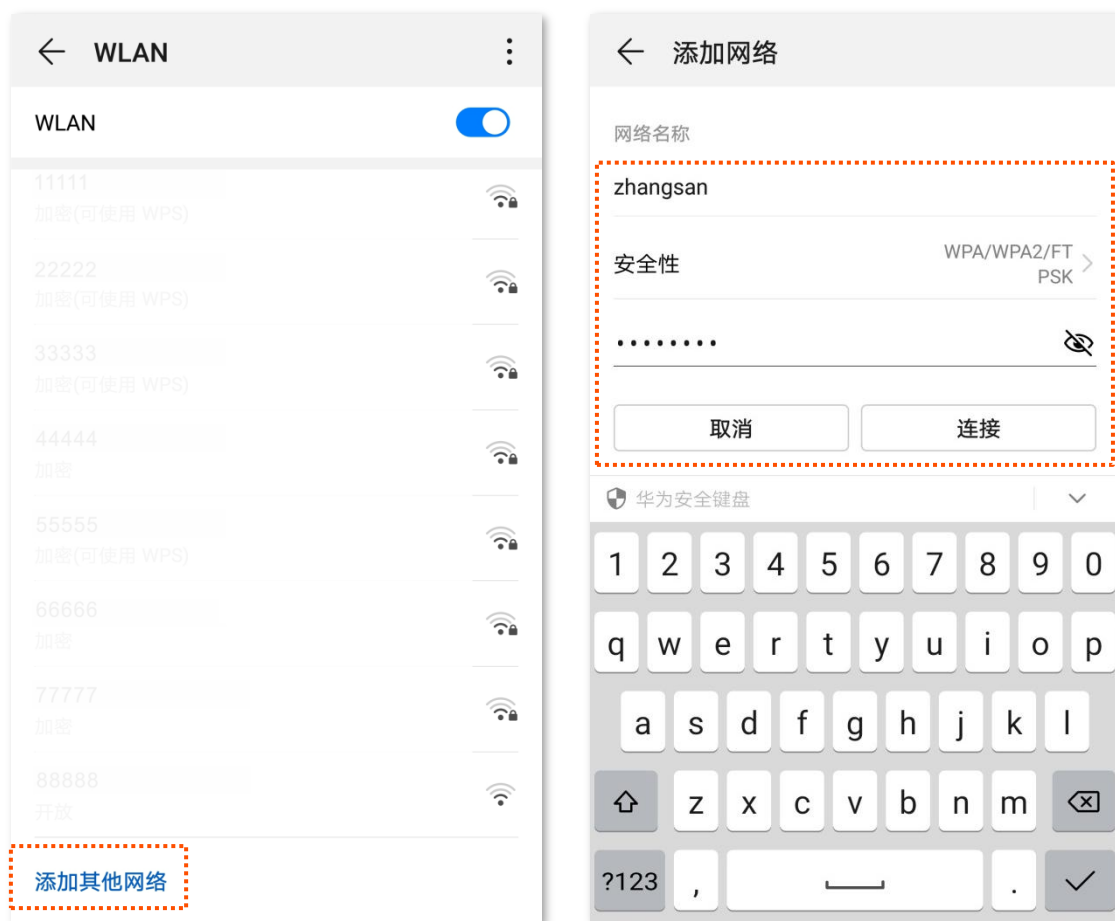 WLAN
WLAN
11111
加密(可使用 WPS)
22222
加密(可使用 WPS)
33333
加密(可使用 WPS)
44444
加密
55555
加密(可使用 WPS)
66666
加密
77777
加密
88888
开放
添加其他网络
添加网络
网络名称
zhangsan
安全性
WPA/WPA2/FT
PSK
••••••••
取消 连接
华为安全键盘
1 2 3 4 5 6 7 8 9 0
q w e r t y u i o p
a s d f g h j k l
z x c v b n m
?123 , .